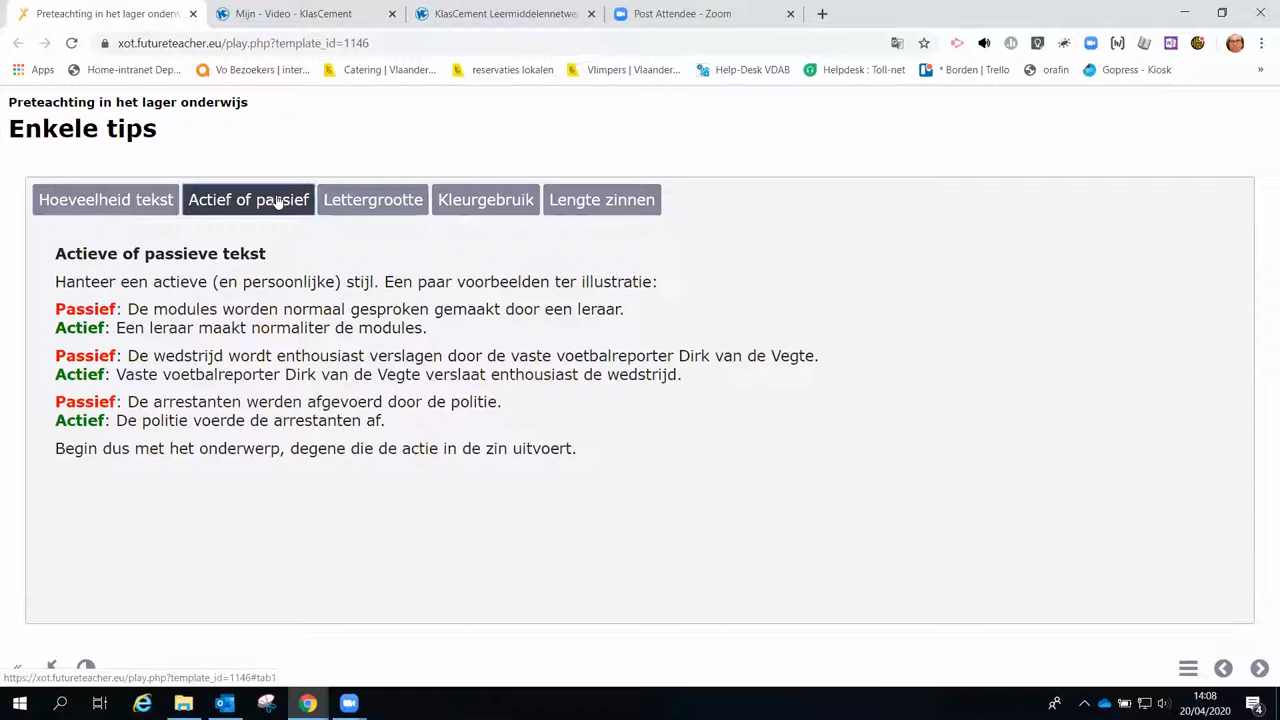 Preteaching in het lager onderwijs
Mijn - Video - KlasCement
KlasCement Leermiddelennetwe
Post Attendee - Zoom
xot.futureteacher.eu/play.php?template_id=1146
Apps
Home-intranet Dep...
Vo Bezoekers | inter...
Catering | Vlaander...
reservaties lokalen
Vlimpers | Vlaander...
Help-Desk VDAB
Helpdesk : Toll-net
* Borden | Trello
orafin
Gopress - Kiosk
»
Preteaching in het lager onderwijs
Enkele tips
Hoeveelheid tekst
Actief of passief
Lettergrootte
Kleurgebruik
Lengte zinnen
Actieve of passieve tekst
Hanteer een actieve (en persoonlijke) stijl. Een paar voorbeelden ter illustratie:
Passief: De modules worden normaal gesproken gemaakt door een leraar.
Actief: Een leraar maakt normaliter de modules.
Passief: De wedstrijd wordt enthousiast verslagen door de vaste voetbalreporter Dirk van de Vegte.
Actief: Vaste voetbalreporter Dirk van de Vegte verslaat enthousiast de wedstrijd.
Passief: De arrestanten werden afgevoerd door de politie.
Actief: De politie voerde de arrestanten af.
Begin dus met het onderwerp, degene die de actie in de zin uitvoert.
https://xot.futureteacher.eu/play.php?template_id=1146#tab1
14:08
20/04/2020
4